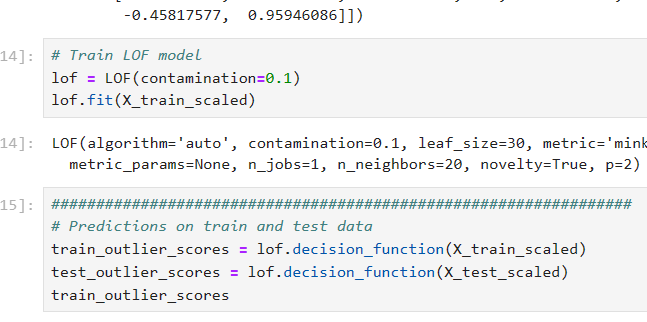 -0.45817577,  0.95946086]])
14]:
# Train LOF model
lof = LOF(contamination=0.1)
lof.fit(X_train_scaled)
14]: LOF(algorithm='auto', contamination=0.1, leaf_size=30, metric='mink
metric_params=None, n_jobs=1, n_neighbors=20, novelty=True, p=2)
15]: ################################################################
# Predictions on train and test data
train_outlier_scores = lof.decision_function(X_train_scaled)
test_outlier_scores = lof.decision_function(X_test_scaled)
train_outlier_scores